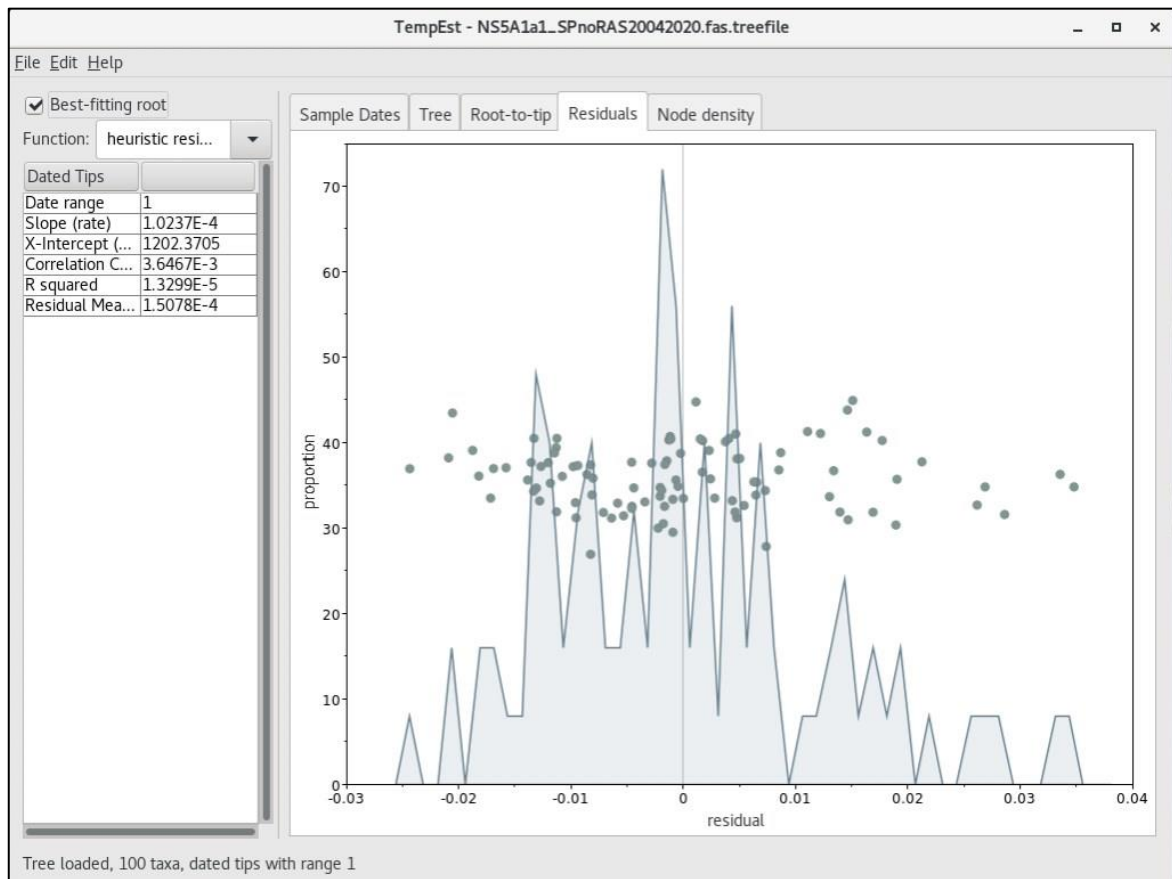 TempEst - NS5A1a1_SPnoRAS20042020.fas.treefile
File Edit Help
Best-fitting root
Function: heuristic resi...
Dated Tips
Date range 1
Slope (rate) 1.0237E-4
X-Intercept (... 1202.3705
Correlation C... 3.6467E-3
R squared 1.3299E-5
Residual Mea... 1.5078E-4
Sample Dates Tree Root-to-tip Residuals Node density
70
60
50
40
30
20
10
0
proportion
-0.03 -0.02 -0.01 0 0.01 0.02 0.03 0.04
residual
Tree loaded, 100 taxa, dated tips with range 1